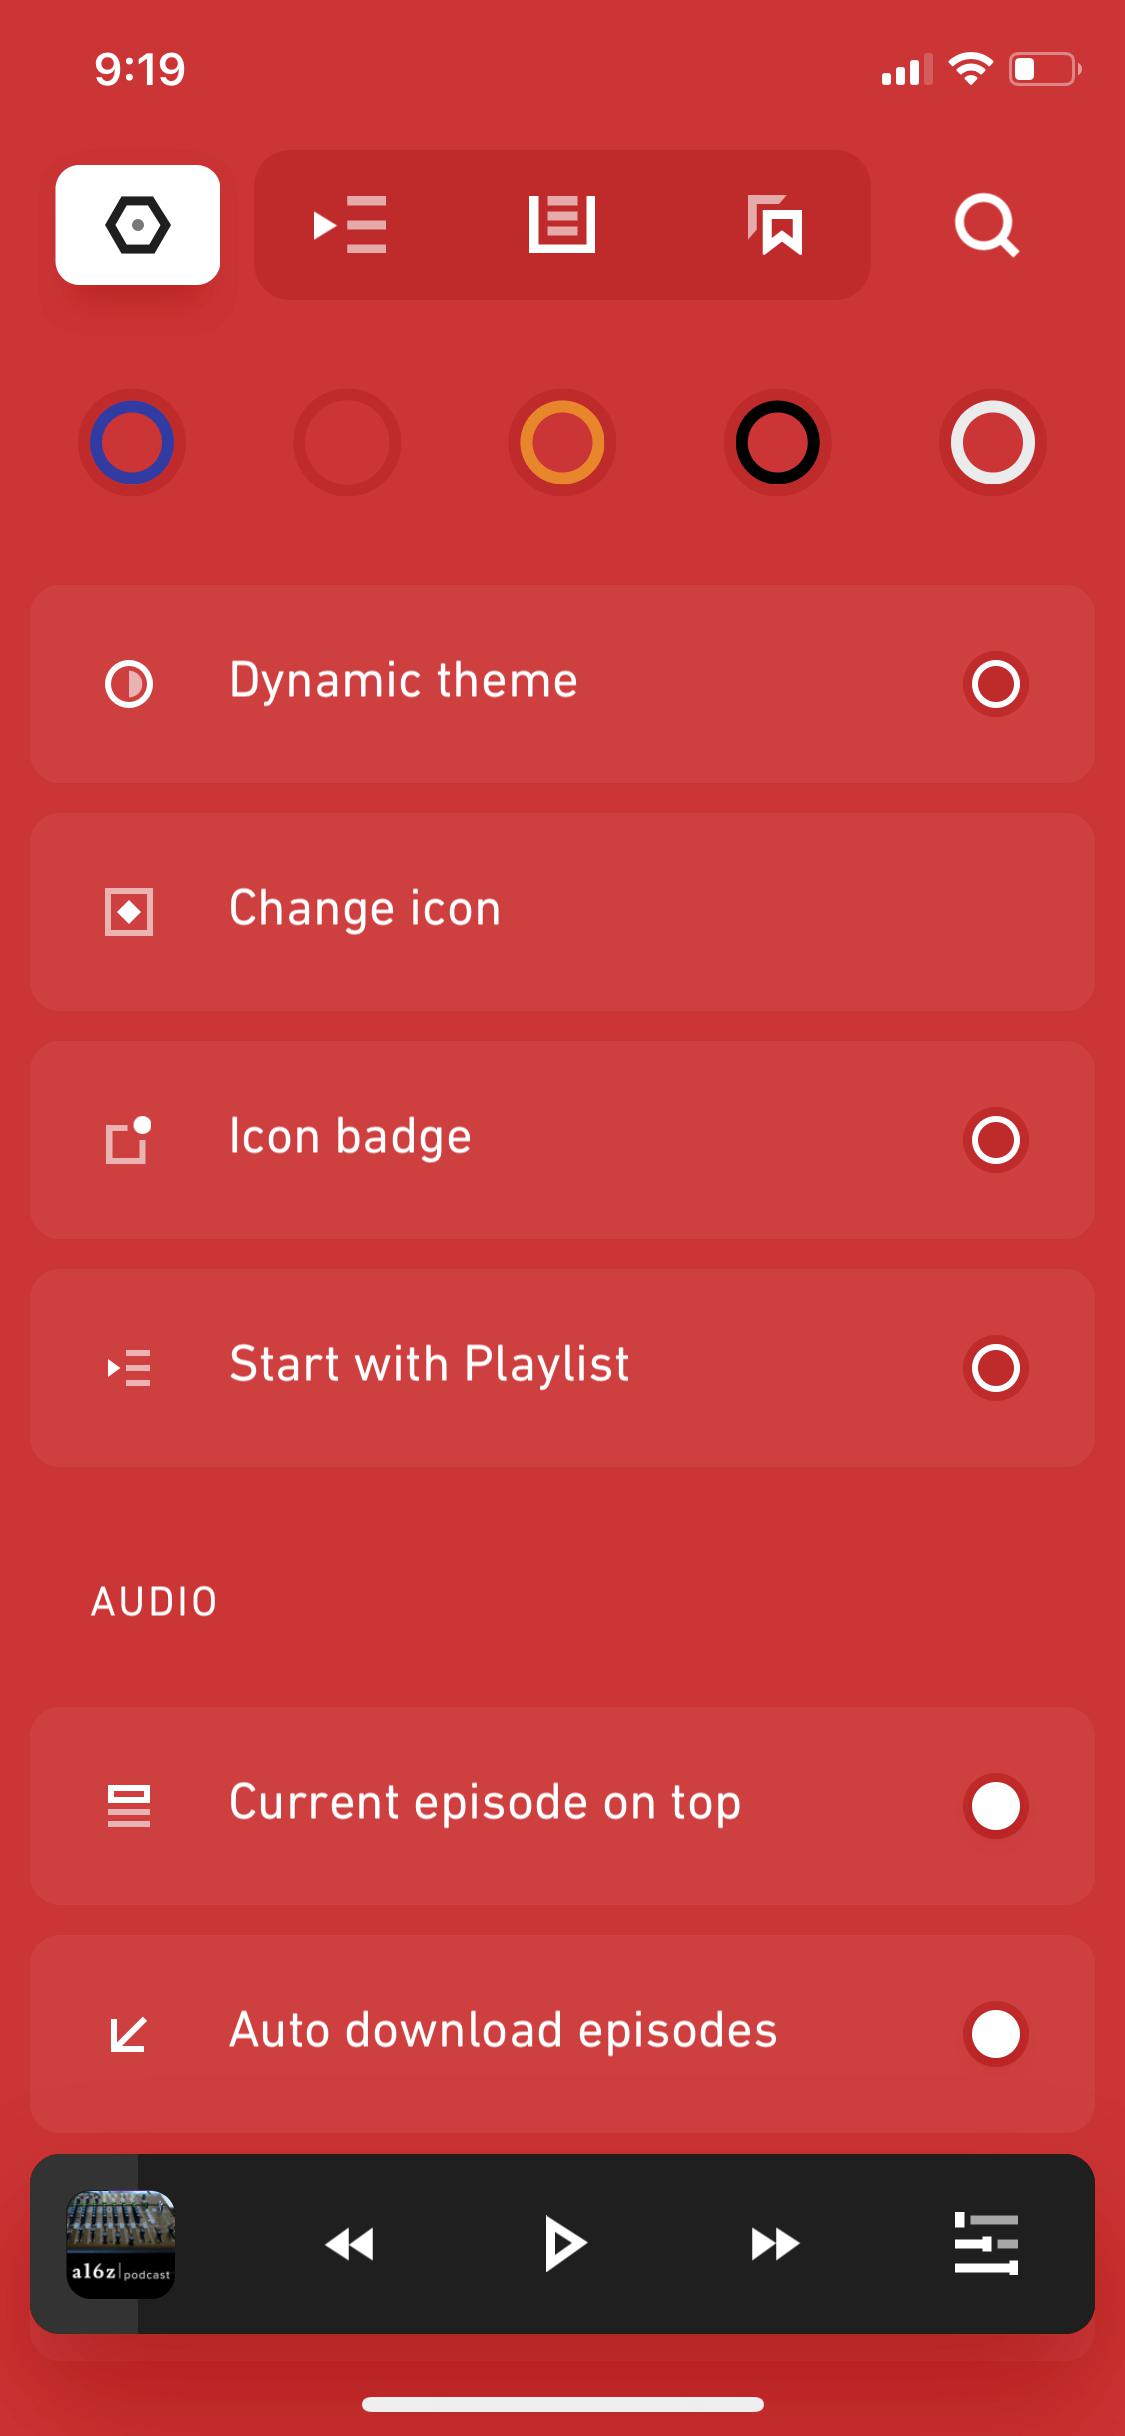 9:19
Dynamic theme
Change icon
Icon badge
Start with Playlist
AUDIO
Current episode on top
Auto download episodes
a16z|podcast